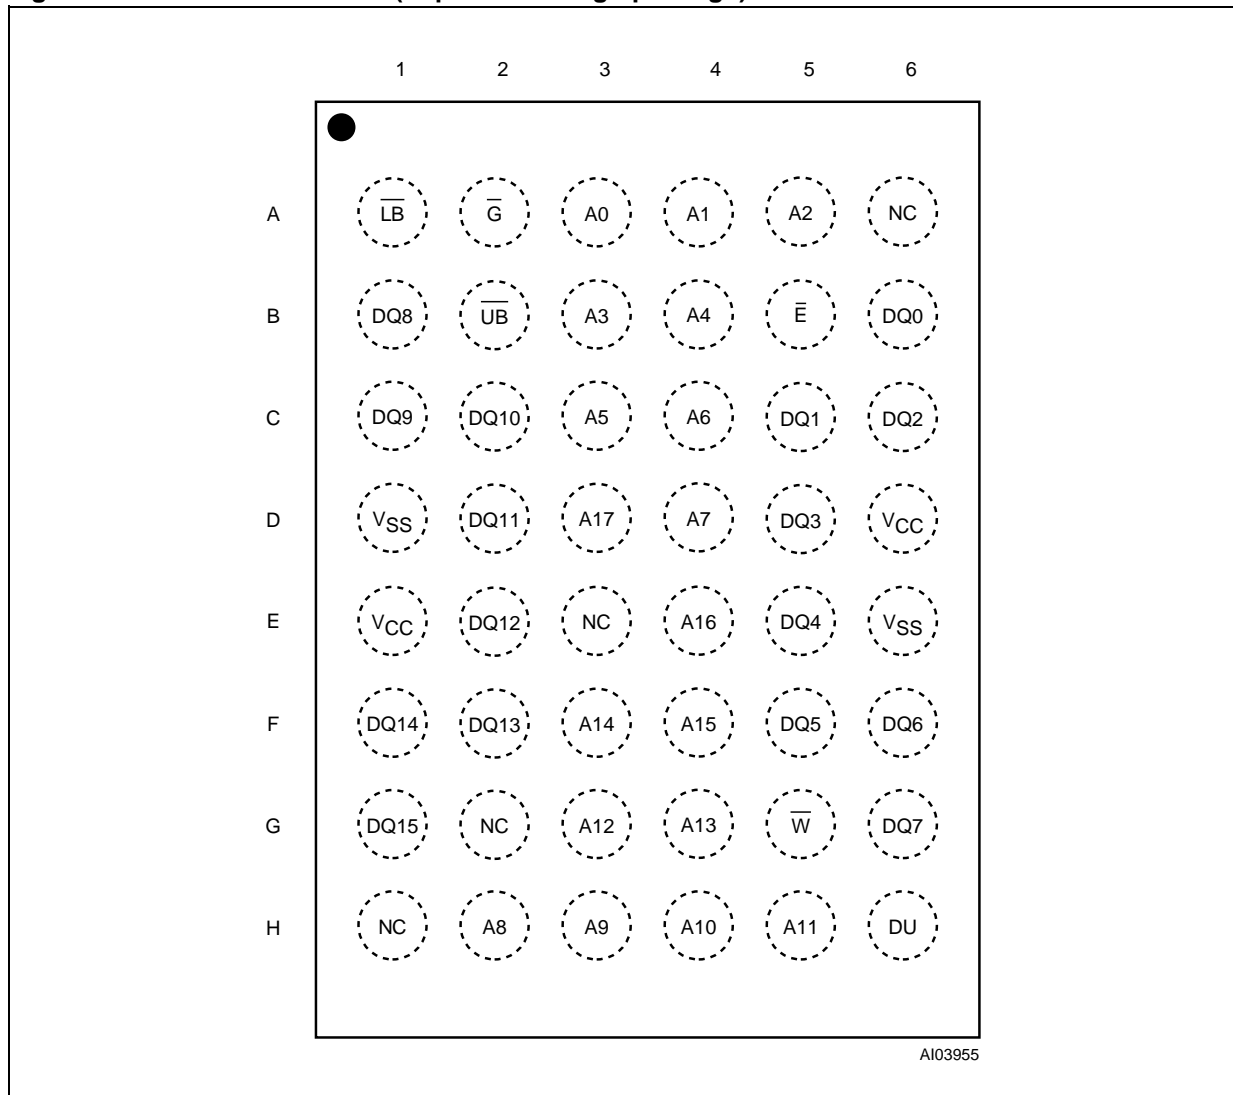 1 2 3 4 5 6
A L̅B̅ G̅ A0 A1 A2 NC
B DQ8 U̅B̅ A3 A4 E̅ DQ0
C DQ9 DQ10 A5 A6 DQ1 DQ2
D VSS DQ11 A17 A7 DQ3 VCC
E VCC DQ12 NC A16 DQ4 VSS
F DQ14 DQ13 A14 A15 DQ5 DQ6
G DQ15 NC A12 A13 W̅ DQ7
H NC A8 A9 A10 A11 DU
AI03955